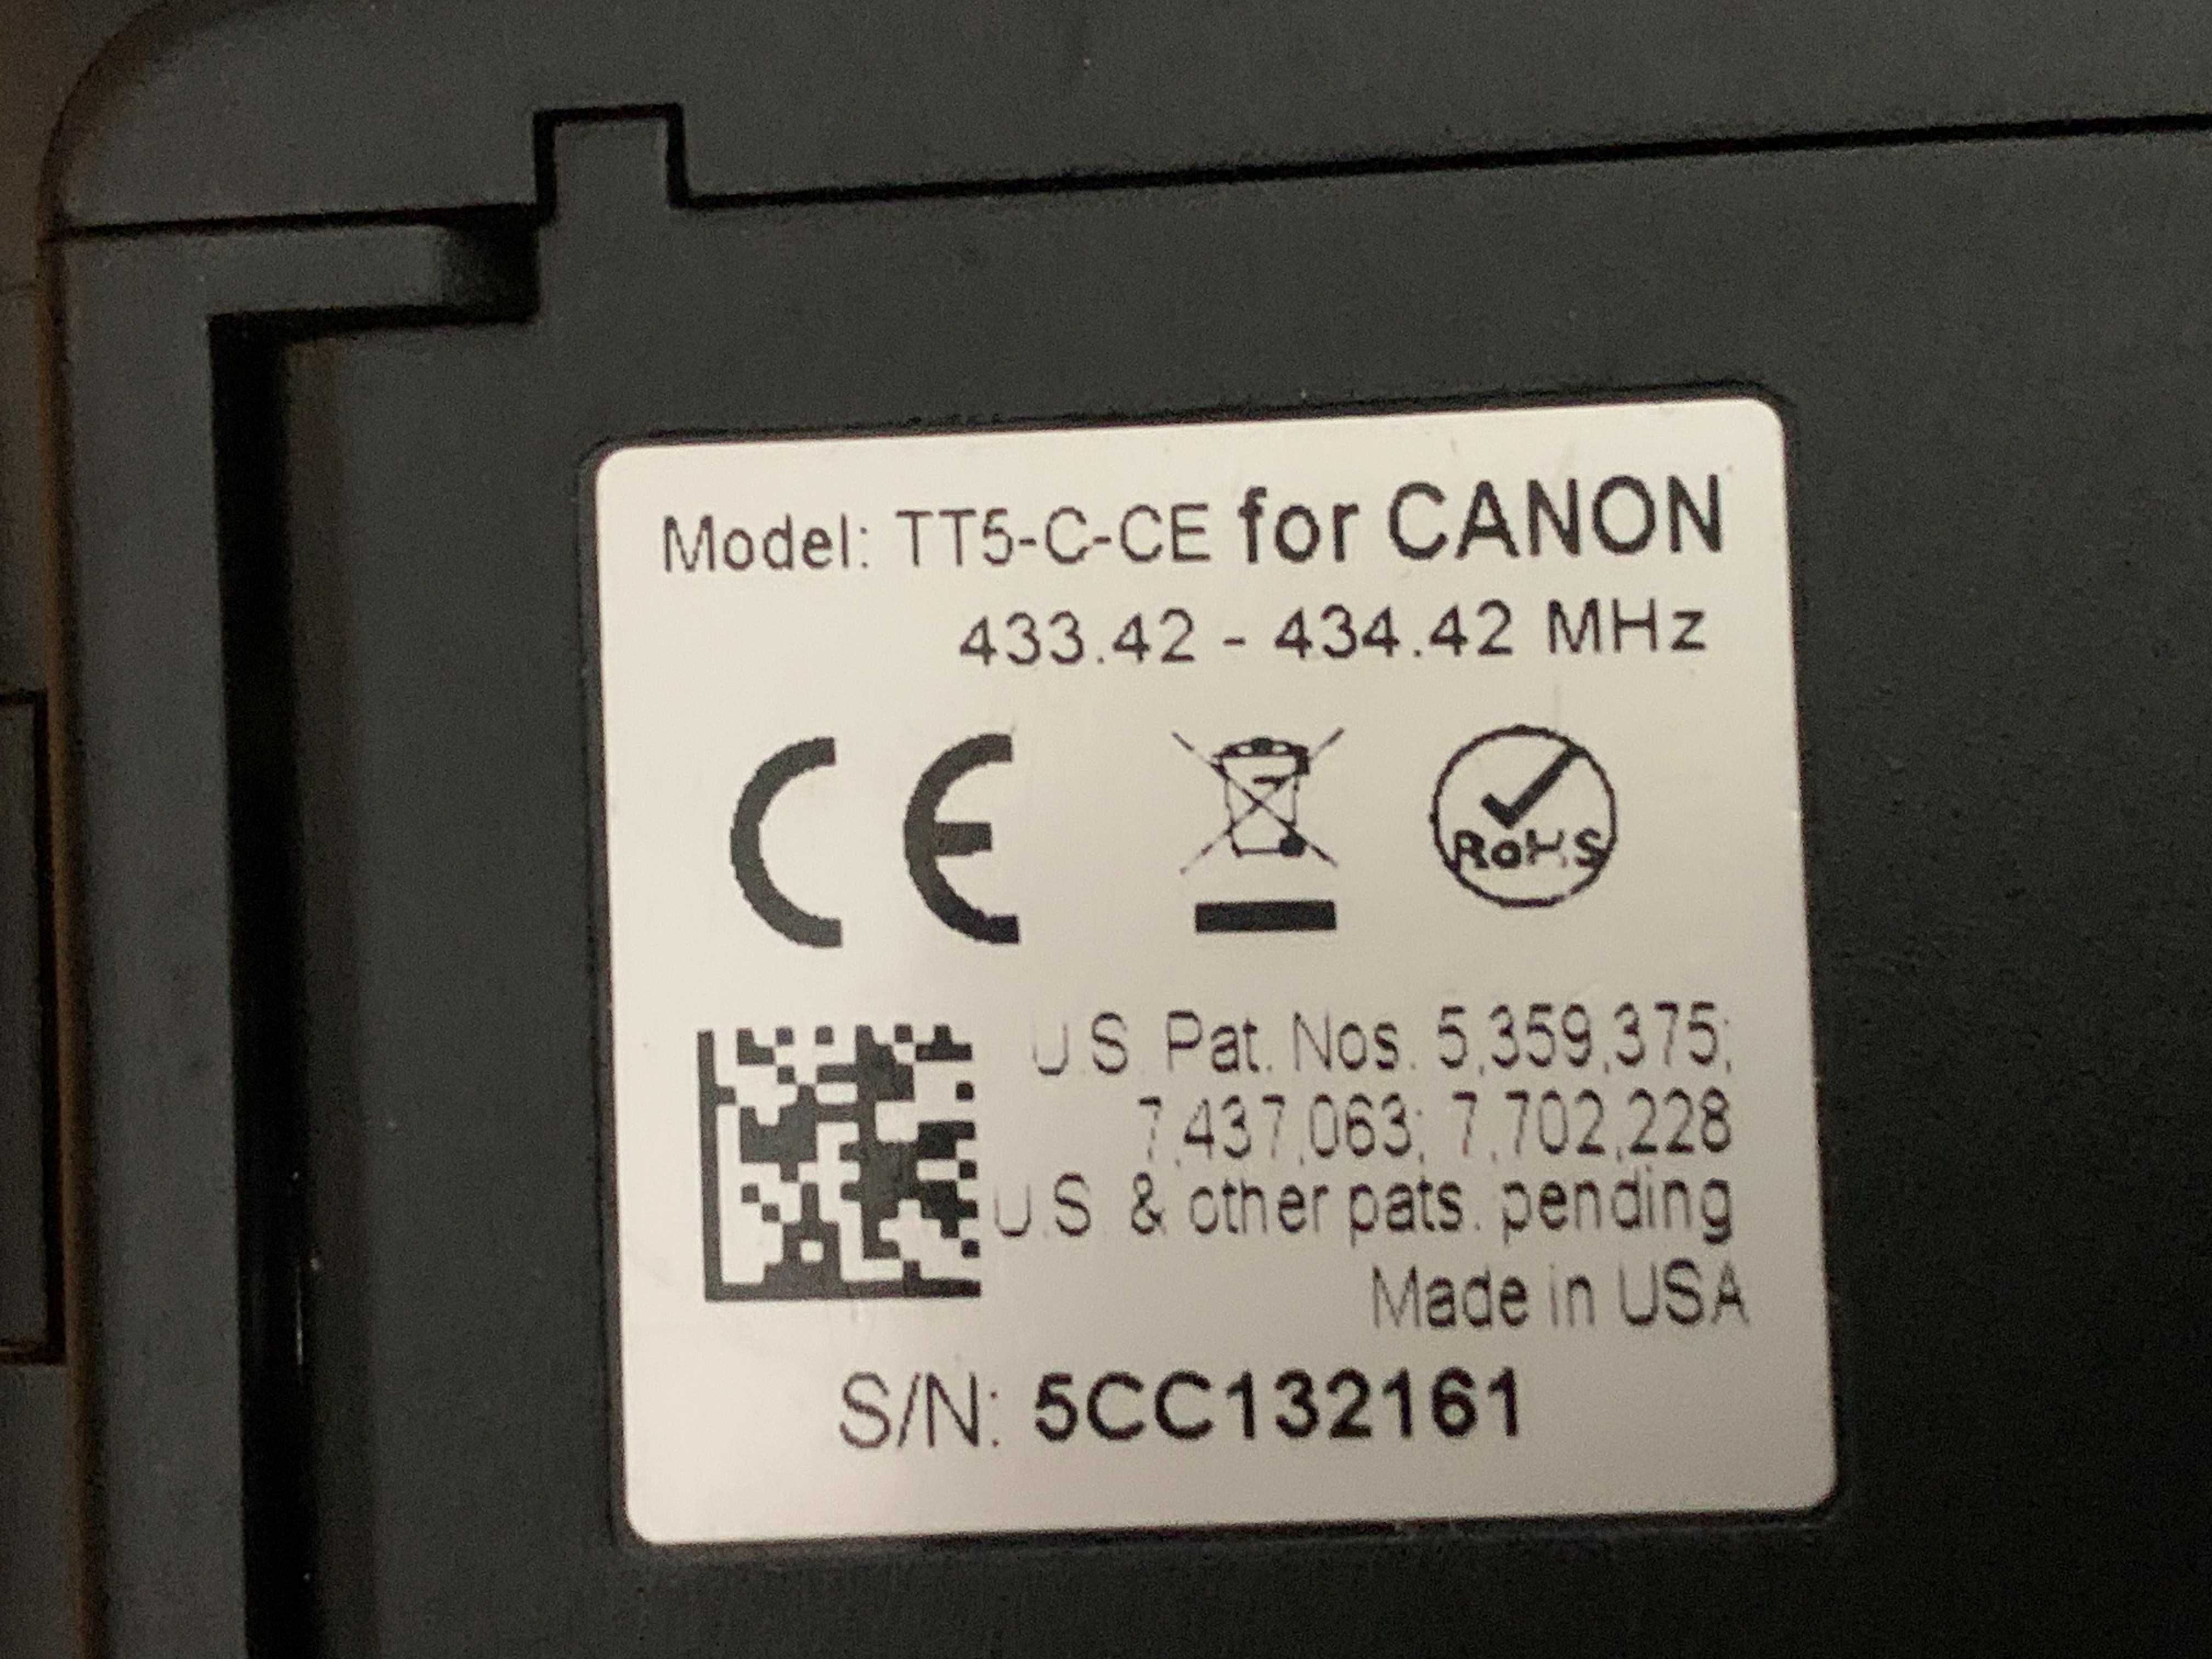 Model: TT5-C-CE for CANON
433.42 - 434.42 MHz
CE
RoHS
U.S. Pat. Nos. 5,359,375;
7,437,063; 7,702,228
U.S. & other pats. pending
Made in USA
S/N: 5CC132161